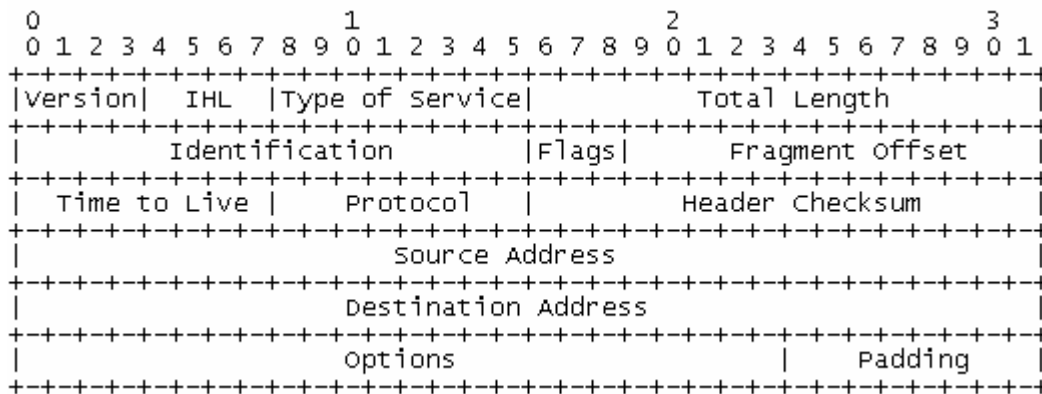 0                   1                   2                   3
 0 1 2 3 4 5 6 7 8 9 0 1 2 3 4 5 6 7 8 9 0 1 2 3 4 5 6 7 8 9 0 1
+-+-+-+-+-+-+-+-+-+-+-+-+-+-+-+-+-+-+-+-+-+-+-+-+-+-+-+-+-+-+-+-+
|Version|  IHL  |Type of Service|          Total Length         |
+-+-+-+-+-+-+-+-+-+-+-+-+-+-+-+-+-+-+-+-+-+-+-+-+-+-+-+-+-+-+-+-+
|         Identification        |Flags|      Fragment Offset    |
+-+-+-+-+-+-+-+-+-+-+-+-+-+-+-+-+-+-+-+-+-+-+-+-+-+-+-+-+-+-+-+-+
|  Time to Live |    Protocol   |         Header Checksum       |
+-+-+-+-+-+-+-+-+-+-+-+-+-+-+-+-+-+-+-+-+-+-+-+-+-+-+-+-+-+-+-+-+
|                       Source Address                          |
+-+-+-+-+-+-+-+-+-+-+-+-+-+-+-+-+-+-+-+-+-+-+-+-+-+-+-+-+-+-+-+-+
|                    Destination Address                        |
+-+-+-+-+-+-+-+-+-+-+-+-+-+-+-+-+-+-+-+-+-+-+-+-+-+-+-+-+-+-+-+-+
|                    Options                    |    Padding    |
+-+-+-+-+-+-+-+-+-+-+-+-+-+-+-+-+-+-+-+-+-+-+-+-+-+-+-+-+-+-+-+-+